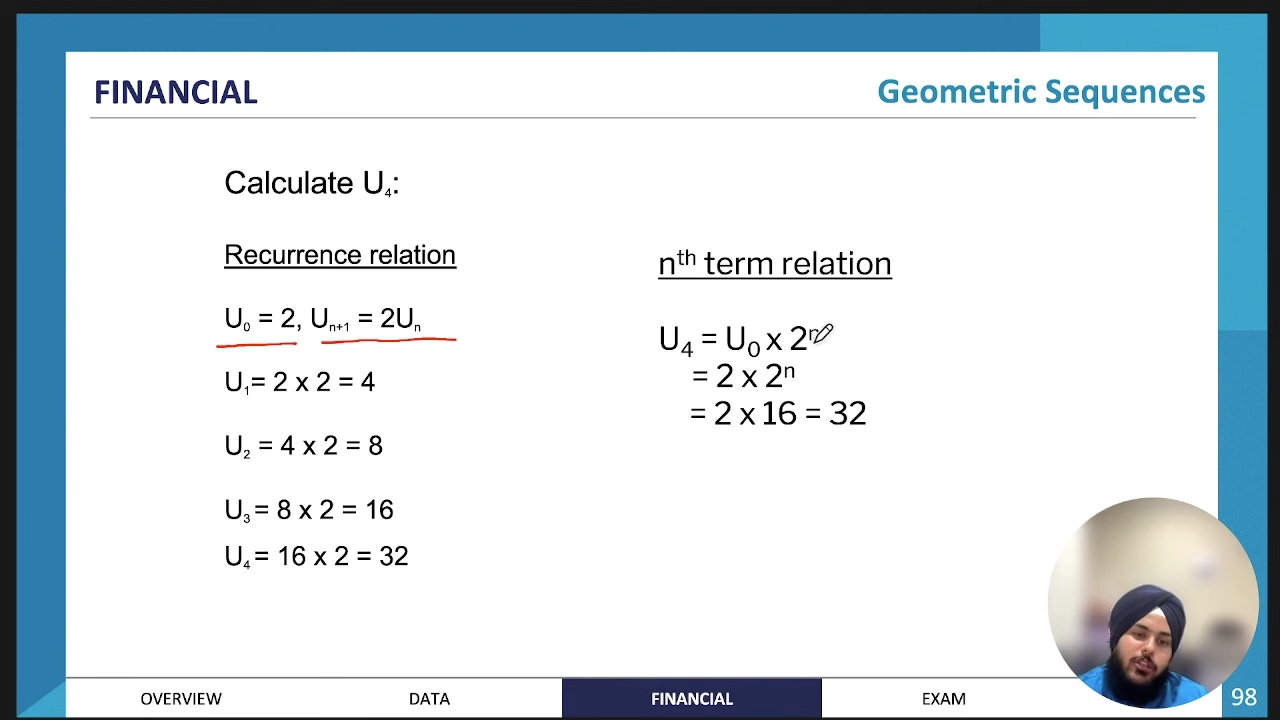 FINANCIAL
Geometric Sequences
Calculate U₄:
Recurrence relation
U₀ = 2, Uₙ₊₁ = 2Uₙ
U₁= 2 x 2 = 4
U₂ = 4 x 2 = 8
U₃ = 8 x 2 = 16
U₄ = 16 x 2 = 32
nᵗʰ term relation
U₄ = U₀ x 2ⁿ
= 2 x 2ⁿ
= 2 x 16 = 32
OVERVIEW
DATA
FINANCIAL
EXAM
98